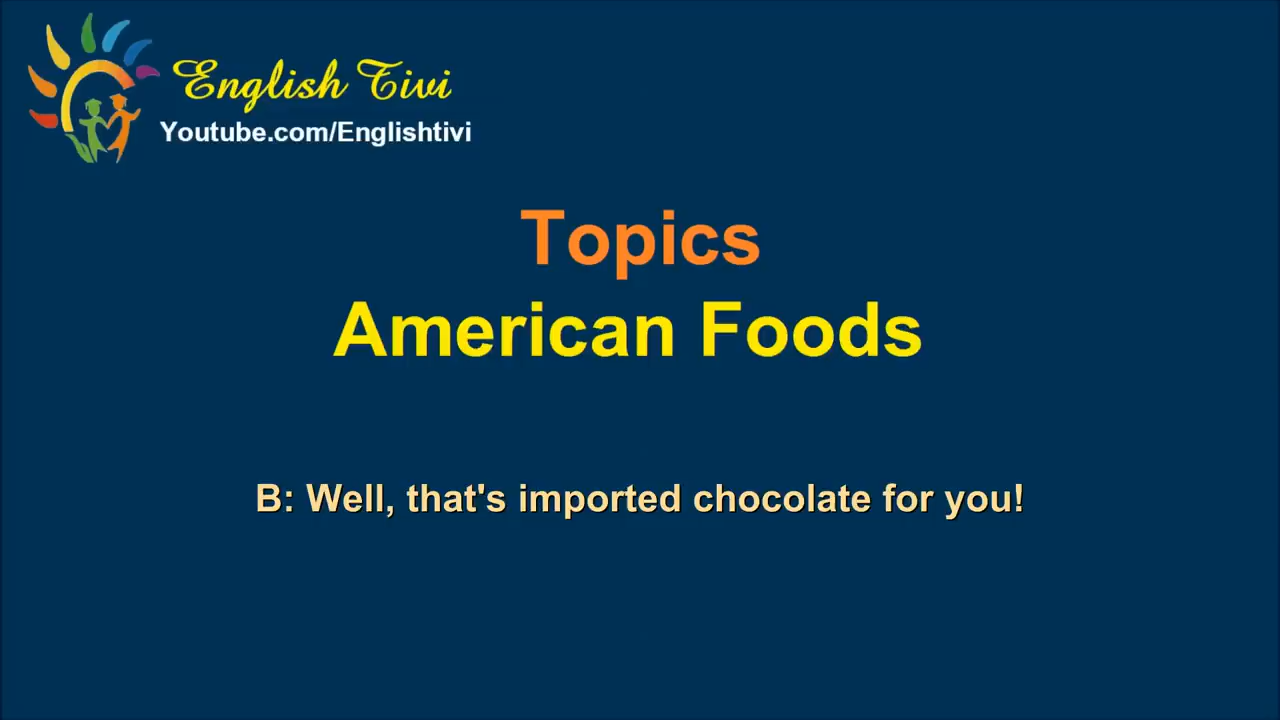 English Tivi
Youtube.com/Englishtivi
Topics
American Foods
B: Well, that's imported chocolate for you!